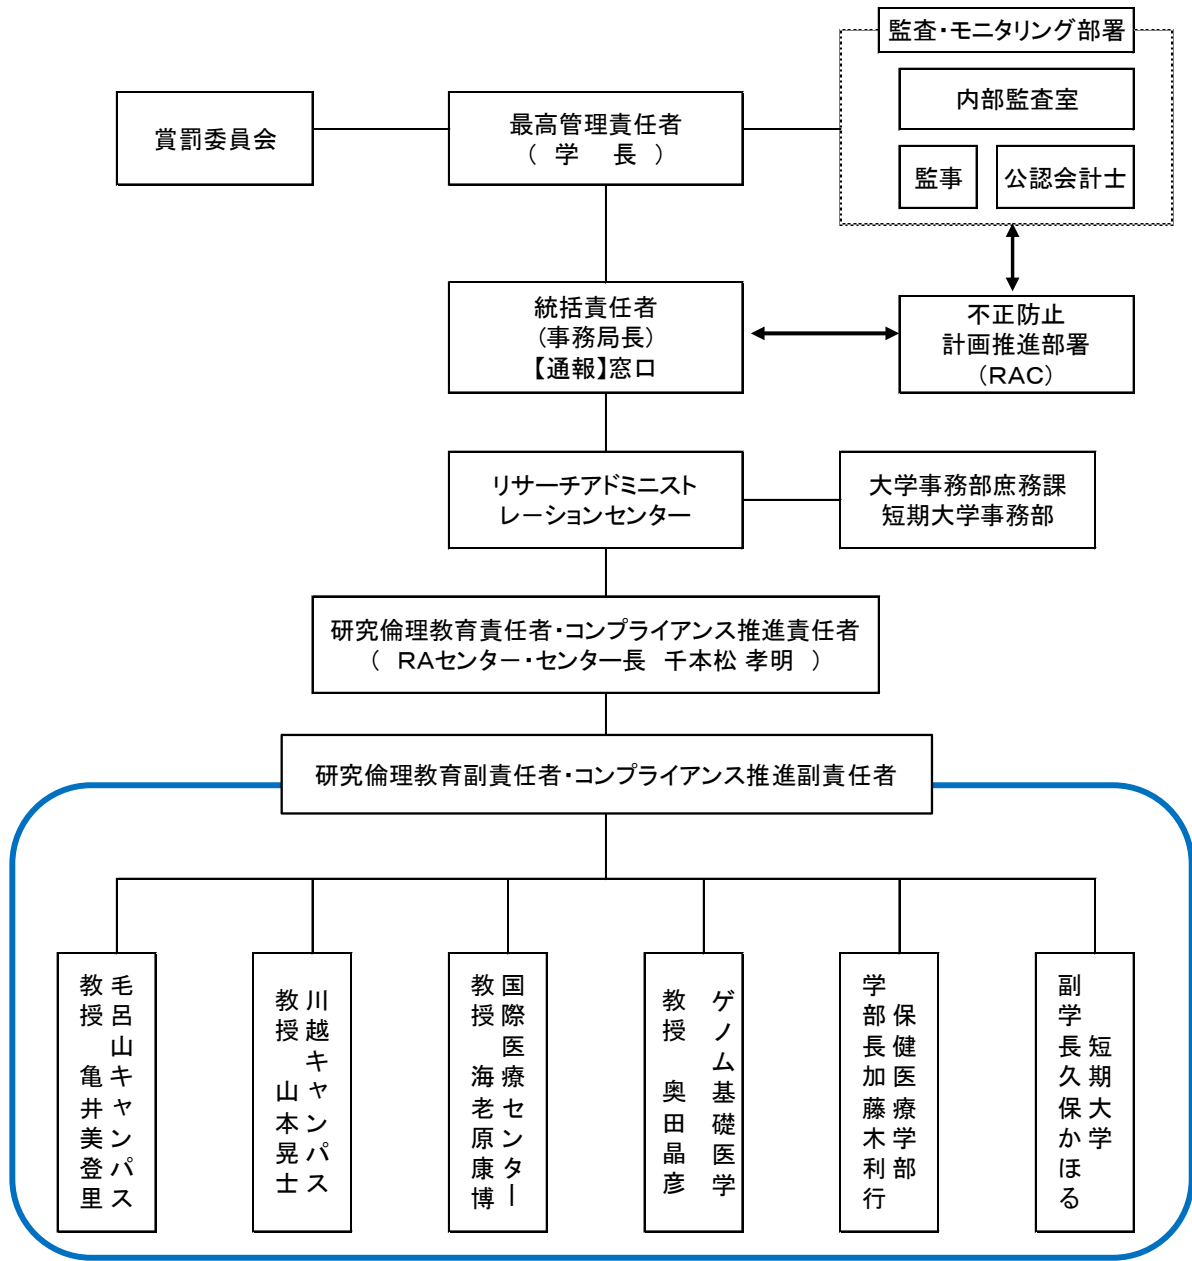 監査・モニタリング部署
内部監査室
監事
公認会計士
賞罰委員会
最高管理責任者
（　学　　長　）
統括責任者
(事務局長)
【通報】窓口
不正防止
計画推進部署
（RAC）
リサーチアドミニスト
レーションセンター
大学事務部庶務課
短期大学事務部
研究倫理教育責任者・コンプライアンス推進責任者
（　RAセンター・センター長　千本松 孝明　）
研究倫理教育副責任者・コンプライアンス推進副責任者
毛呂山キャンパス
教授　亀井美登里
川越キャンパス
教授　山本晃士
国際医療センター
教授　海老原康博
ゲノム基礎医学
教授　奥田晶彦
保健医療学部
学部長加藤木利行
短期大学
副学長久保かほる